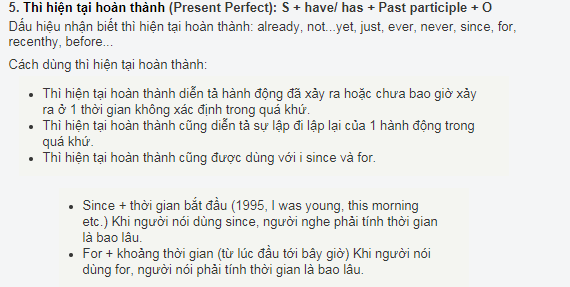 5. Thì hiện tại hoàn thành (Present Perfect): S + have/ has + Past participle + O
Dấu hiệu nhận biết thì hiện tại hoàn thành: already, not...yet, just, ever, never, since, for,
recenthy, before...
Cách dùng thì hiện tại hoàn thành:
• Thì hiện tại hoàn thành diễn tả hành động đã xảy ra hoặc chưa bao giờ xảy
ra ở 1 thời gian không xác định trong quá khứ.
• Thì hiện tại hoàn thành cũng diễn tả sự lập đi lập lại của 1 hành động trong
quá khứ.
• Thì hiện tại hoàn thành cũng được dùng với i since và for.
• Since + thời gian bắt đầu (1995, I was young, this morning
etc.) Khi người nói dùng since, người nghe phải tính thời gian
là bao lâu.
• For + khoảng thời gian (từ lúc đầu tới bây giờ) Khi người nói
dùng for, người nói phải tính thời gian là bao lâu.